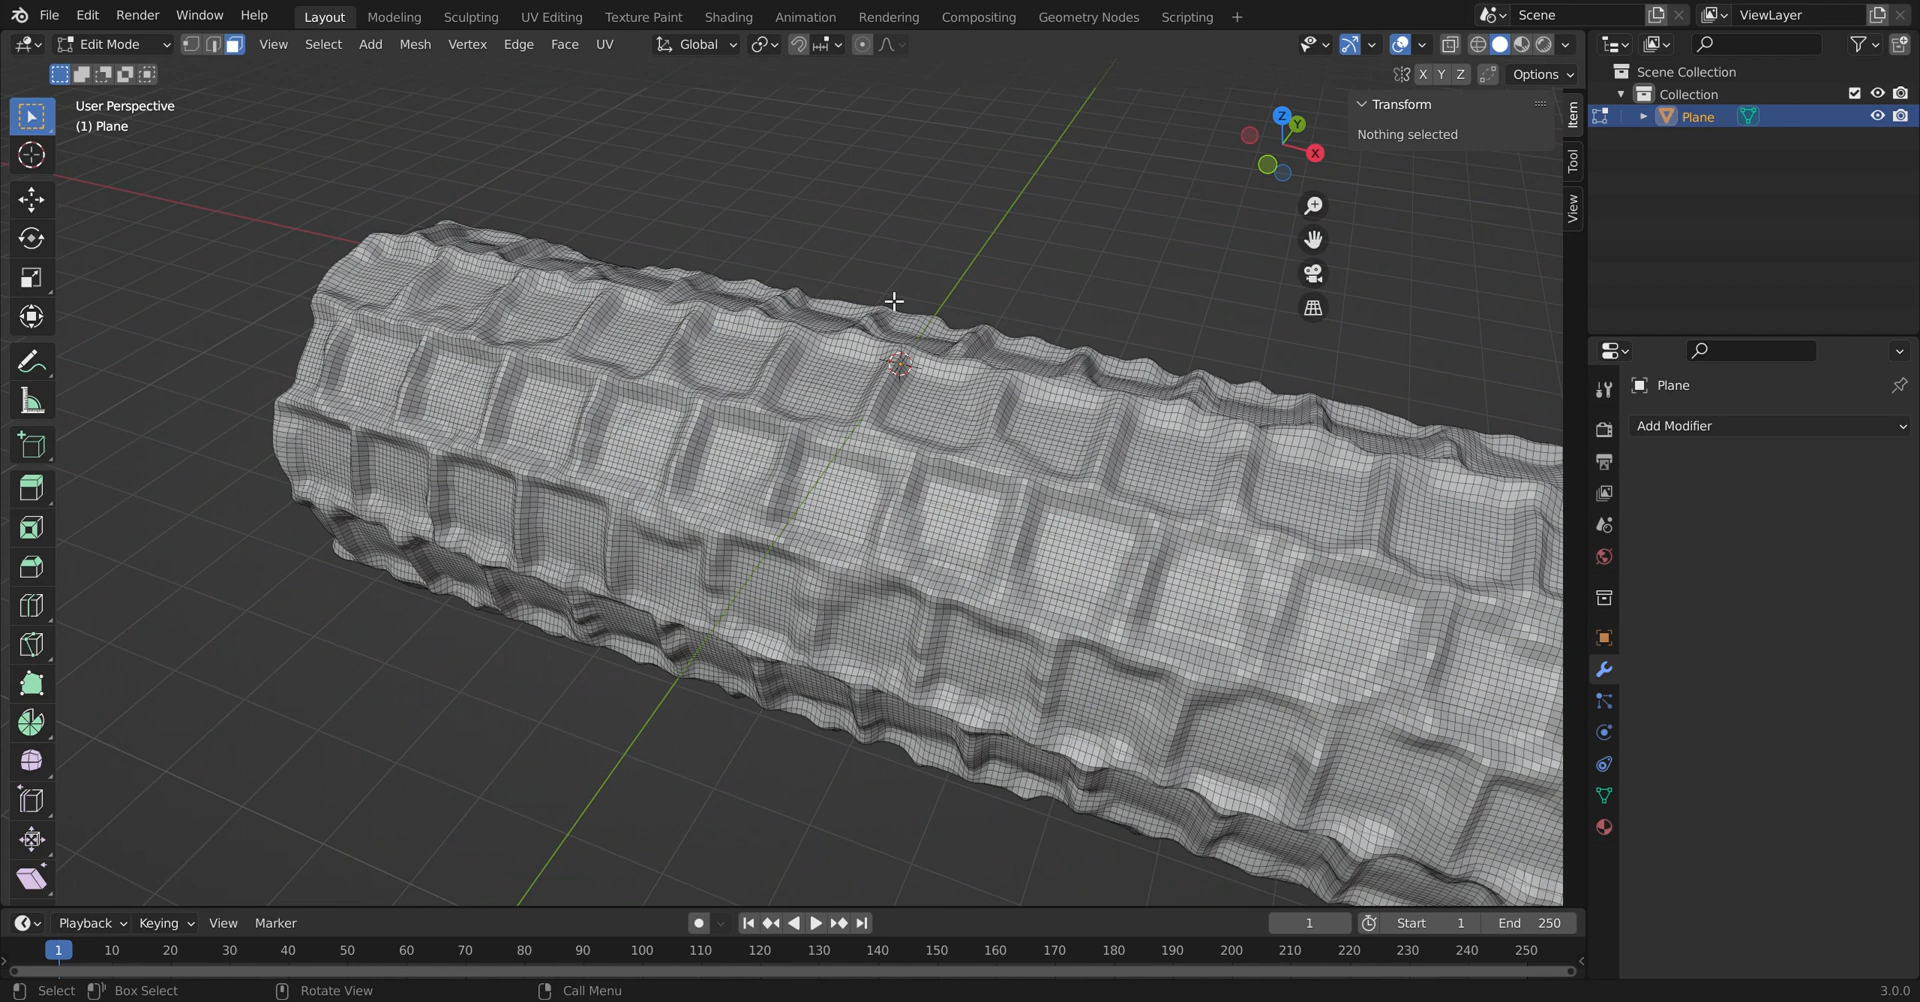 File Edit Render Window Help Layout Modeling Sculpting UV Editing Texture Paint Shading Animation Rendering Compositing Geometry Nodes Scripting + Scene ViewLayer
Edit Mode View Select Add Mesh Vertex Edge Face UV Global
X Y Z Options
User Perspective
(1) Plane
Z Y X
Transform
Nothing selected
Item
Tool
View
Scene Collection
Collection
Plane
Plane
Add Modifier
Playback Keying View Marker 1 Start 1 End 250
1 10 20 30 40 50 60 70 80 90 100 110 120 130 140 150 160 170 180 190 200 210 220 230 240 250
Select Box Select Rotate View Call Menu 3.0.0